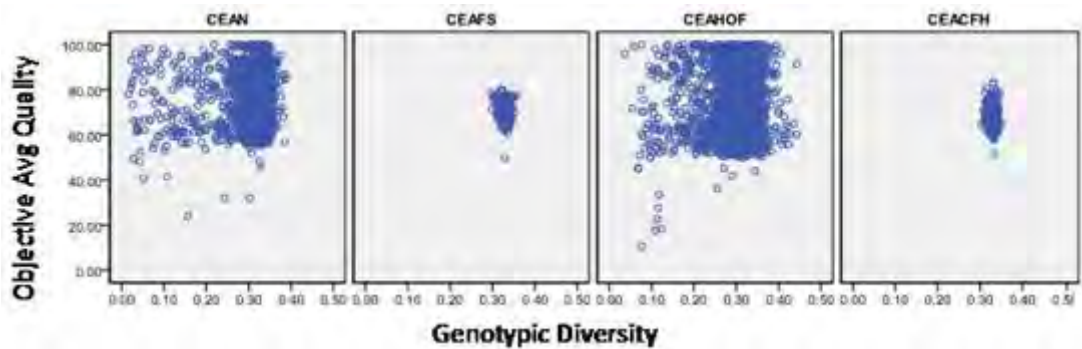 CEAN CEAFS CEAHOF CEACFH
Objective Avg Quality
100.00
80.00
60.00
40.00
20.00
0.00
0.00 0.10 0.20 0.30 0.40 0.50 0.00 0.10 0.20 0.30 0.40 0.50 0.00 0.10 0.20 0.30 0.40 0.50 0.00 0.10 0.20 0.30 0.40 0.5
Genotypic Diversity